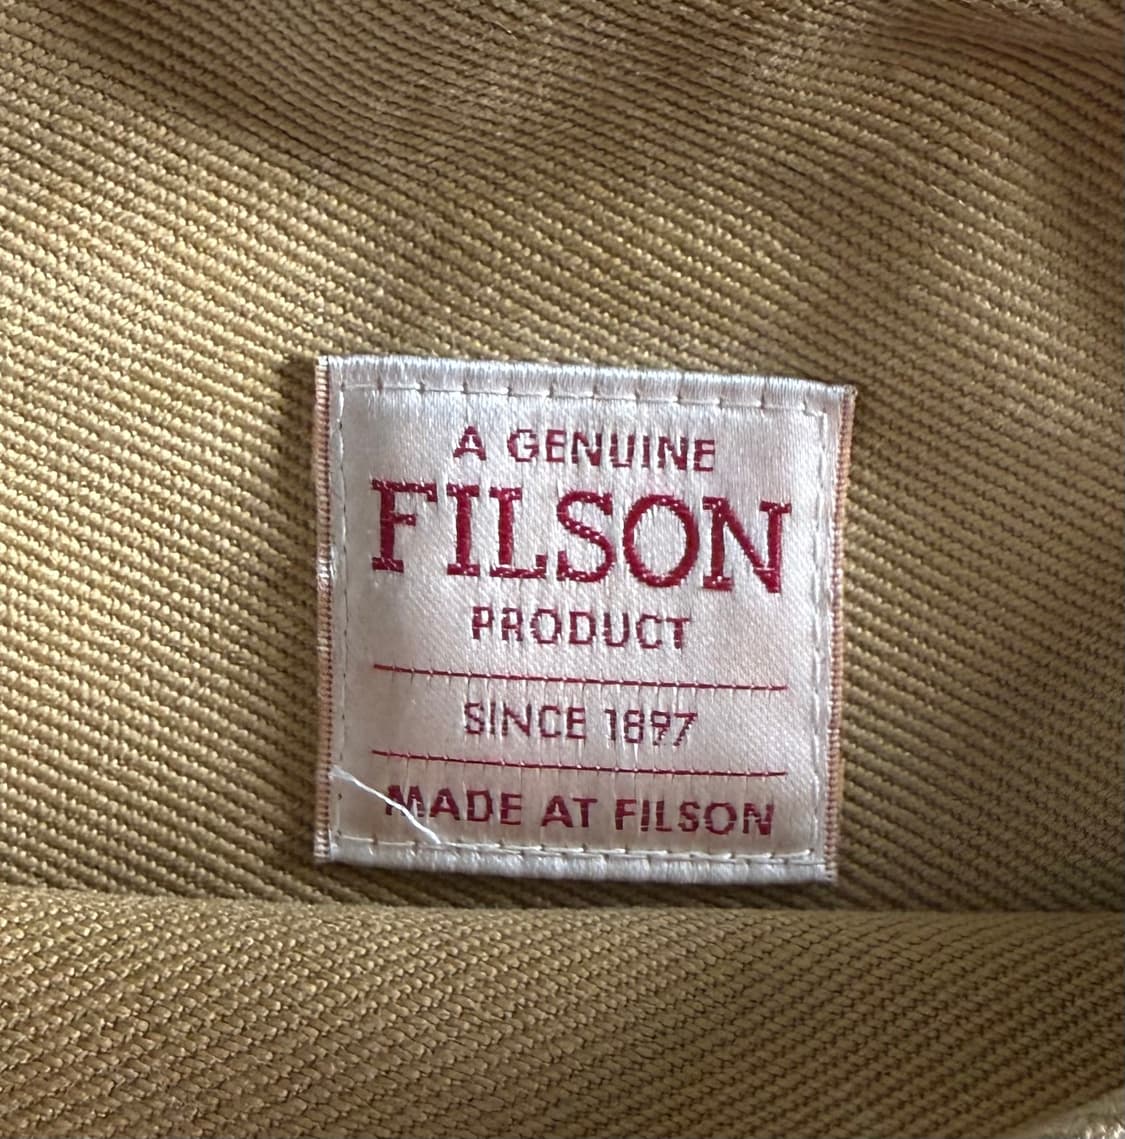 A GENUINE
FILSON
PRODUCT
SINCE 1897
MADE AT FILSON